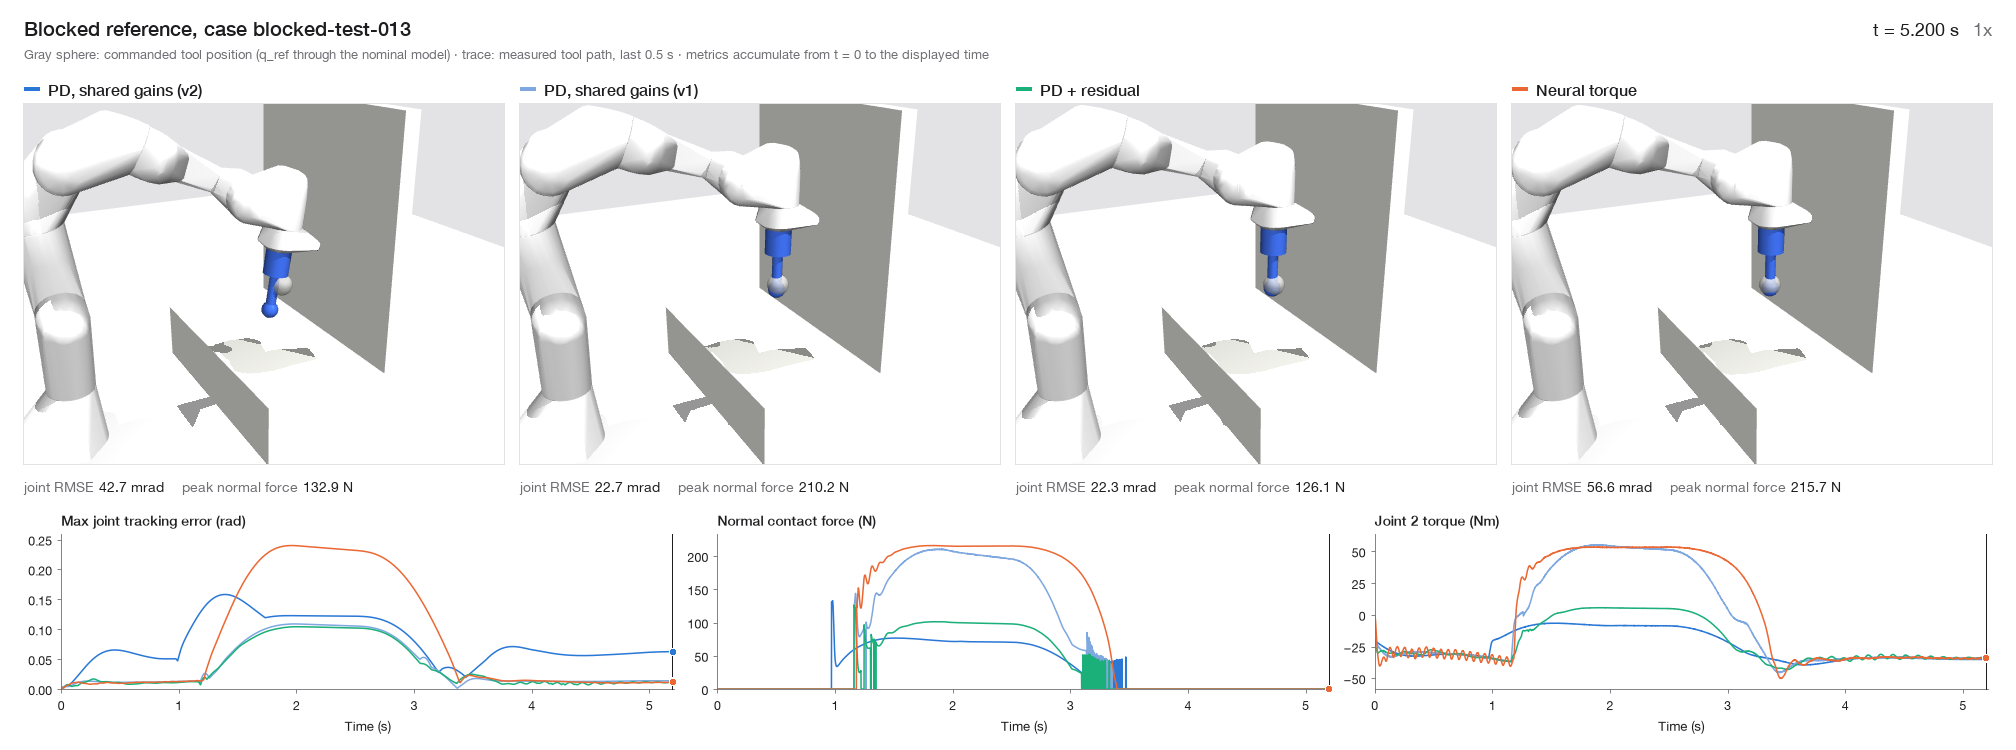 Blocked reference, case blocked-test-013
t = 5.200 s 1x
Gray sphere: commanded tool position (q_ref through the nominal model) · trace: measured tool path, last 0.5 s · metrics accumulate from t = 0 to the displayed time
PD, shared gains (v2)
PD, shared gains (v1)
PD + residual
Neural torque
joint RMSE 42.7 mrad peak normal force 132.9 N
joint RMSE 22.7 mrad peak normal force 210.2 N
joint RMSE 22.3 mrad peak normal force 126.1 N
joint RMSE 56.6 mrad peak normal force 215.7 N
Max joint tracking error (rad)
0.25
0.20
0.15
0.10
0.05
0.00
0 1 2 3 4 5
Time (s)
Normal contact force (N)
200
150
100
50
0
0 1 2 3 4 5
Time (s)
Joint 2 torque (Nm)
50
25
0
−25
−50
0 1 2 3 4 5
Time (s)